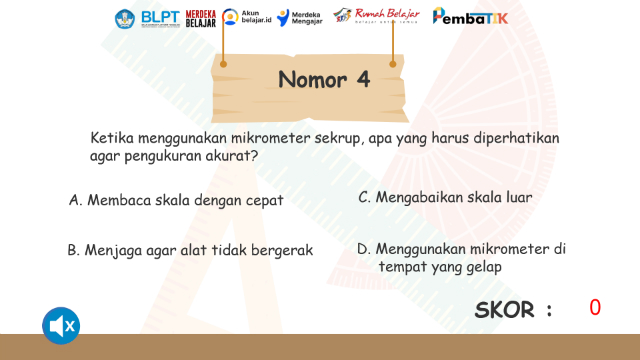 BLPT
MERDEKA
BELAJAR
Akun
belajar.id
Merdeka
Mengajar
Rumah Belajar
PembaTIK
Nomor 4
Ketika menggunakan mikrometer sekrup, apa yang harus diperhatikan
agar pengukuran akurat?
A. Membaca skala dengan cepat
C. Mengabaikan skala luar
B. Menjaga agar alat tidak bergerak
D. Menggunakan mikrometer di
tempat yang gelap
SKOR : 0